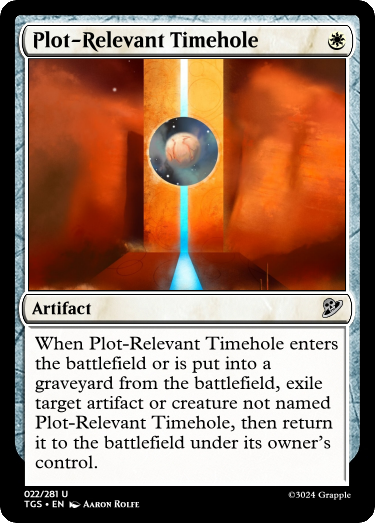 Plot-Relevant Timehole
Artifact
When Plot-Relevant Timehole enters
the battlefield or is put into a
graveyard from the battlefield, exile
target artifact or creature not named
Plot-Relevant Timehole, then return
it to the battlefield under its owner's
control.
022/281 U
TGS • EN Aaron Rolfe
©3024 Grapple